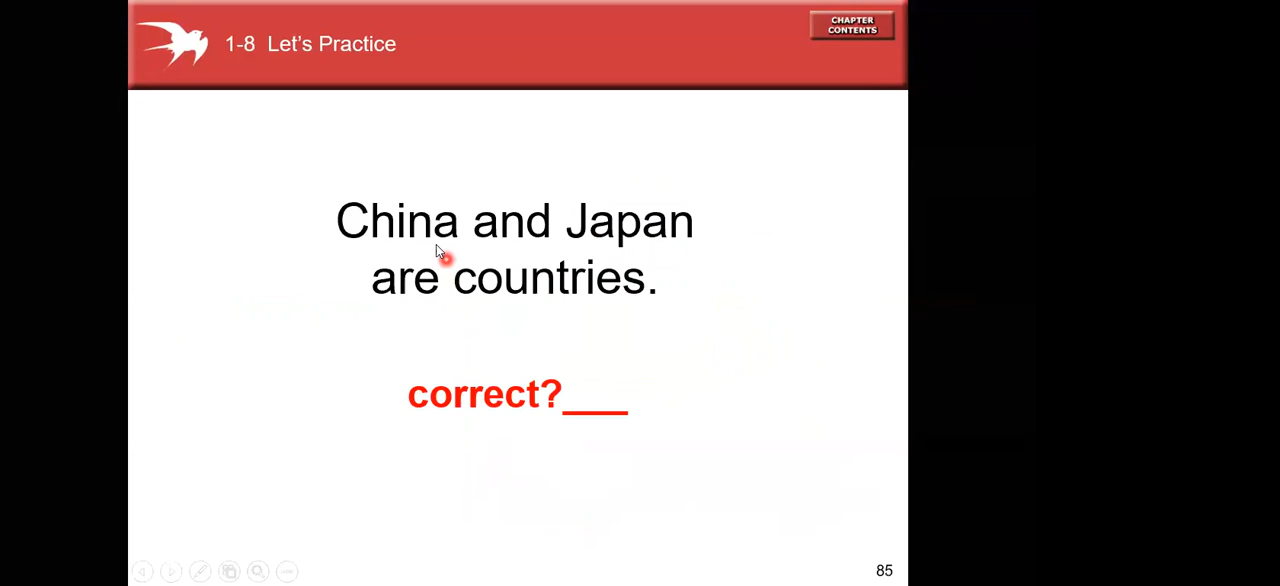 1-8 Let's Practice
CHAPTER
CONTENTS
China and Japan
are countries.
correct?___
85